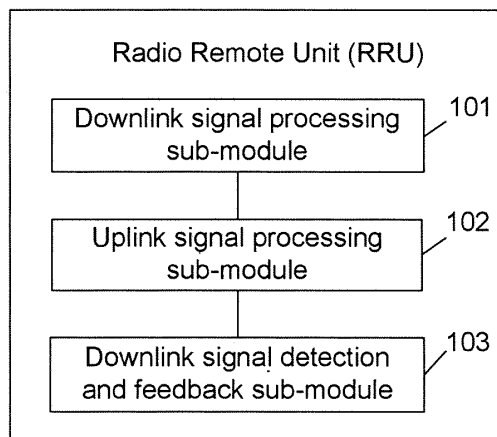 Radio Remote Unit (RRU)
Downlink signal processing
sub-module
101
Uplink signal processing
sub-module
102
Downlink signal detection
and feedback sub-module
103